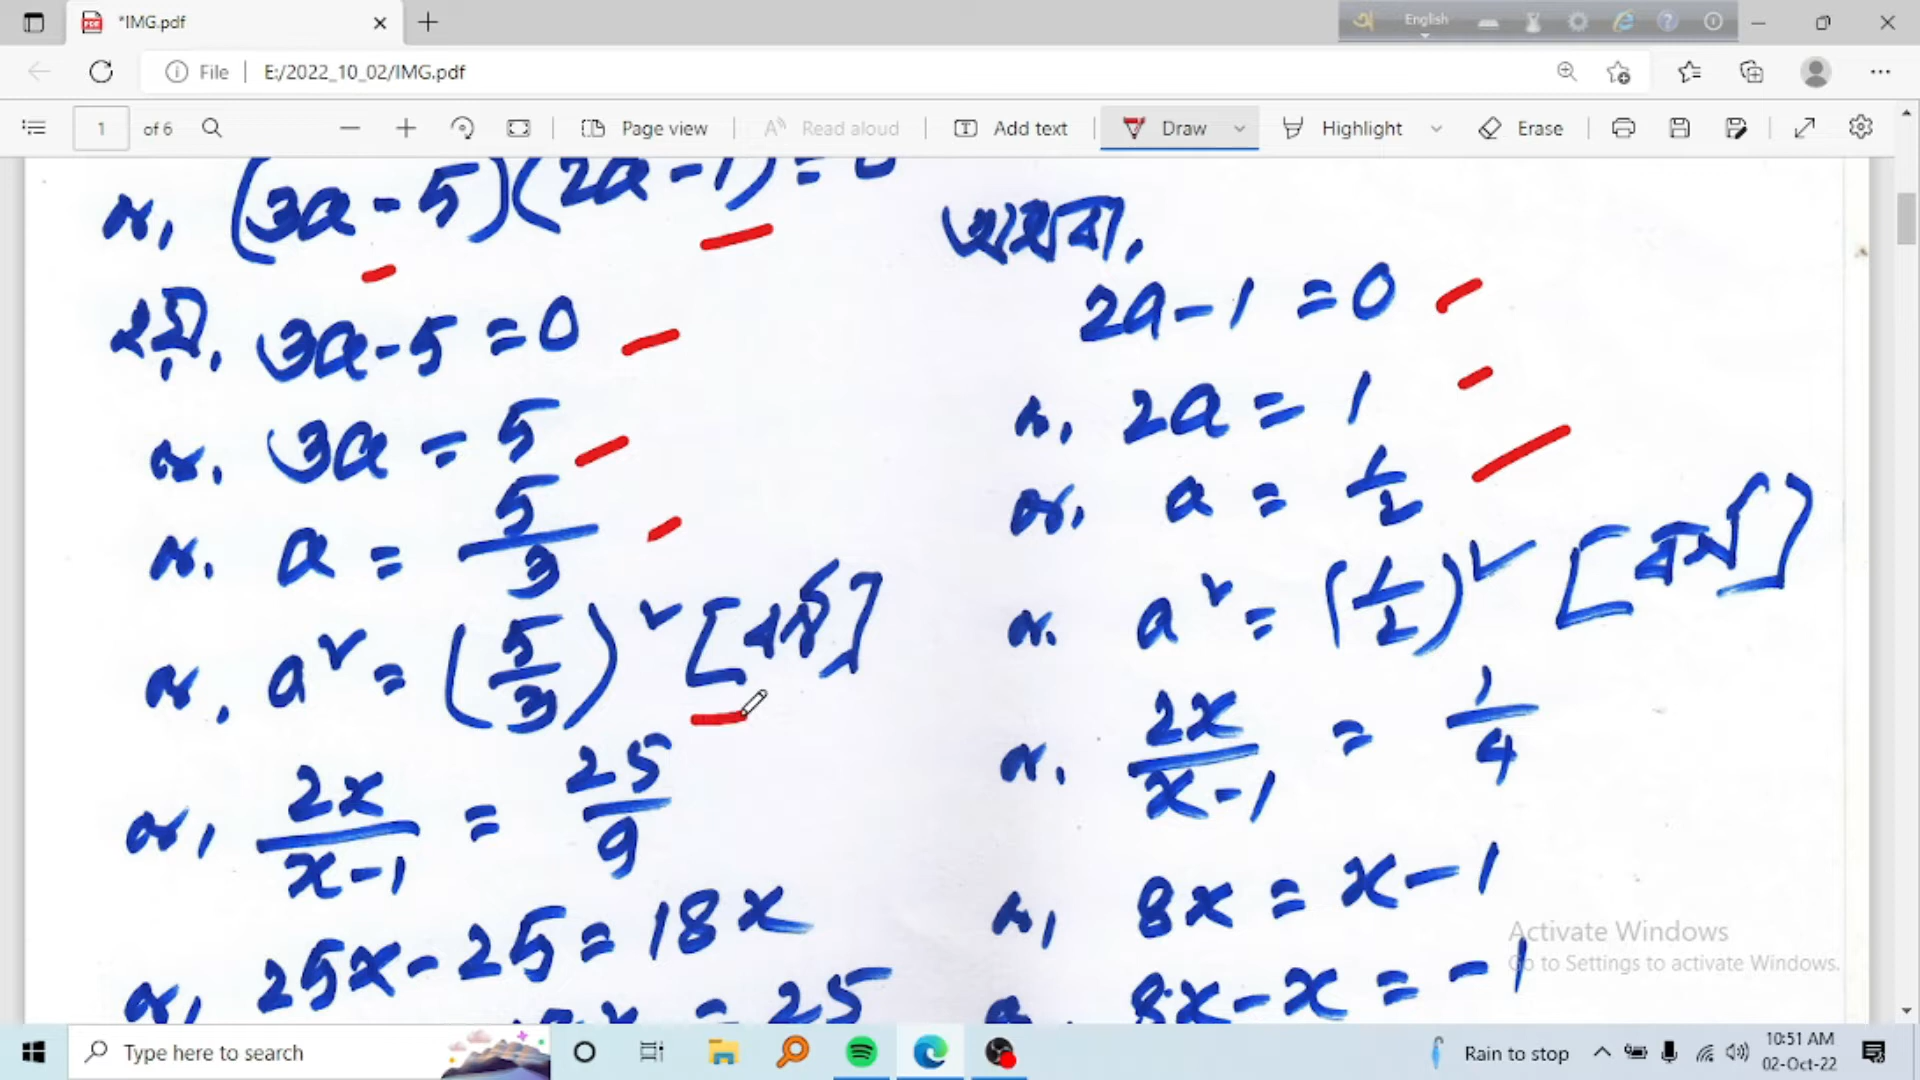 *IMG.pdf
English
File
E:/2022_10_02/IMG.pdf
1 of 6
Page view
Read aloud
Add text
Draw
Highlight
Erase
বা, (3a-5)(2a-1)=0
হয়, 3a-5=0
বা, 3a=5
বা, a=5/3
বা, a²=(5/3)² [বর্গ]
বা, 2x/(x-1)=25/9
বা, 25x-25=18x
=25
অথবা,
2a-1=0
বা, 2a=1
বা, a=1/2
বা, a²=(1/2)² [বর্গ]
বা, 2x/(x-1)=1/4
বা, 8x=x-1
বা, 8x-x=-1
Activate Windows
Go to Settings to activate Windows.
Type here to search
Rain to stop
10:51 AM
02-Oct-22